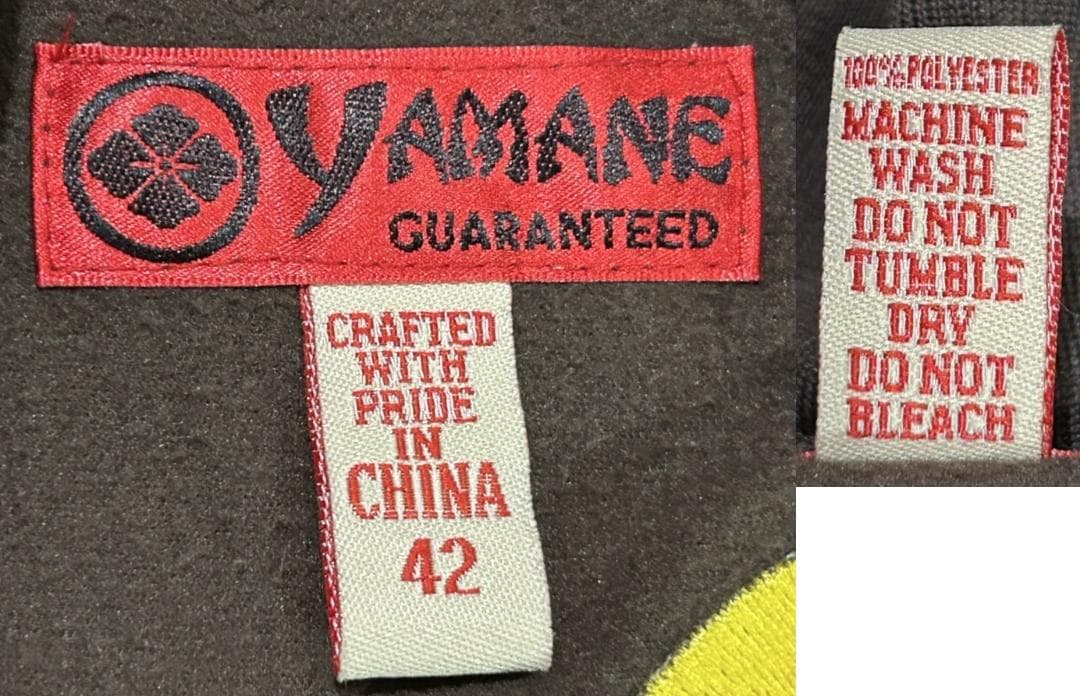 YAMANE
GUARANTEED
CRAFTED
WITH
PRIDE
IN
CHINA
42
100% POLYESTER
MACHINE
WASH
DO NOT
TUMBLE
DRY
DO NOT
BLEACH